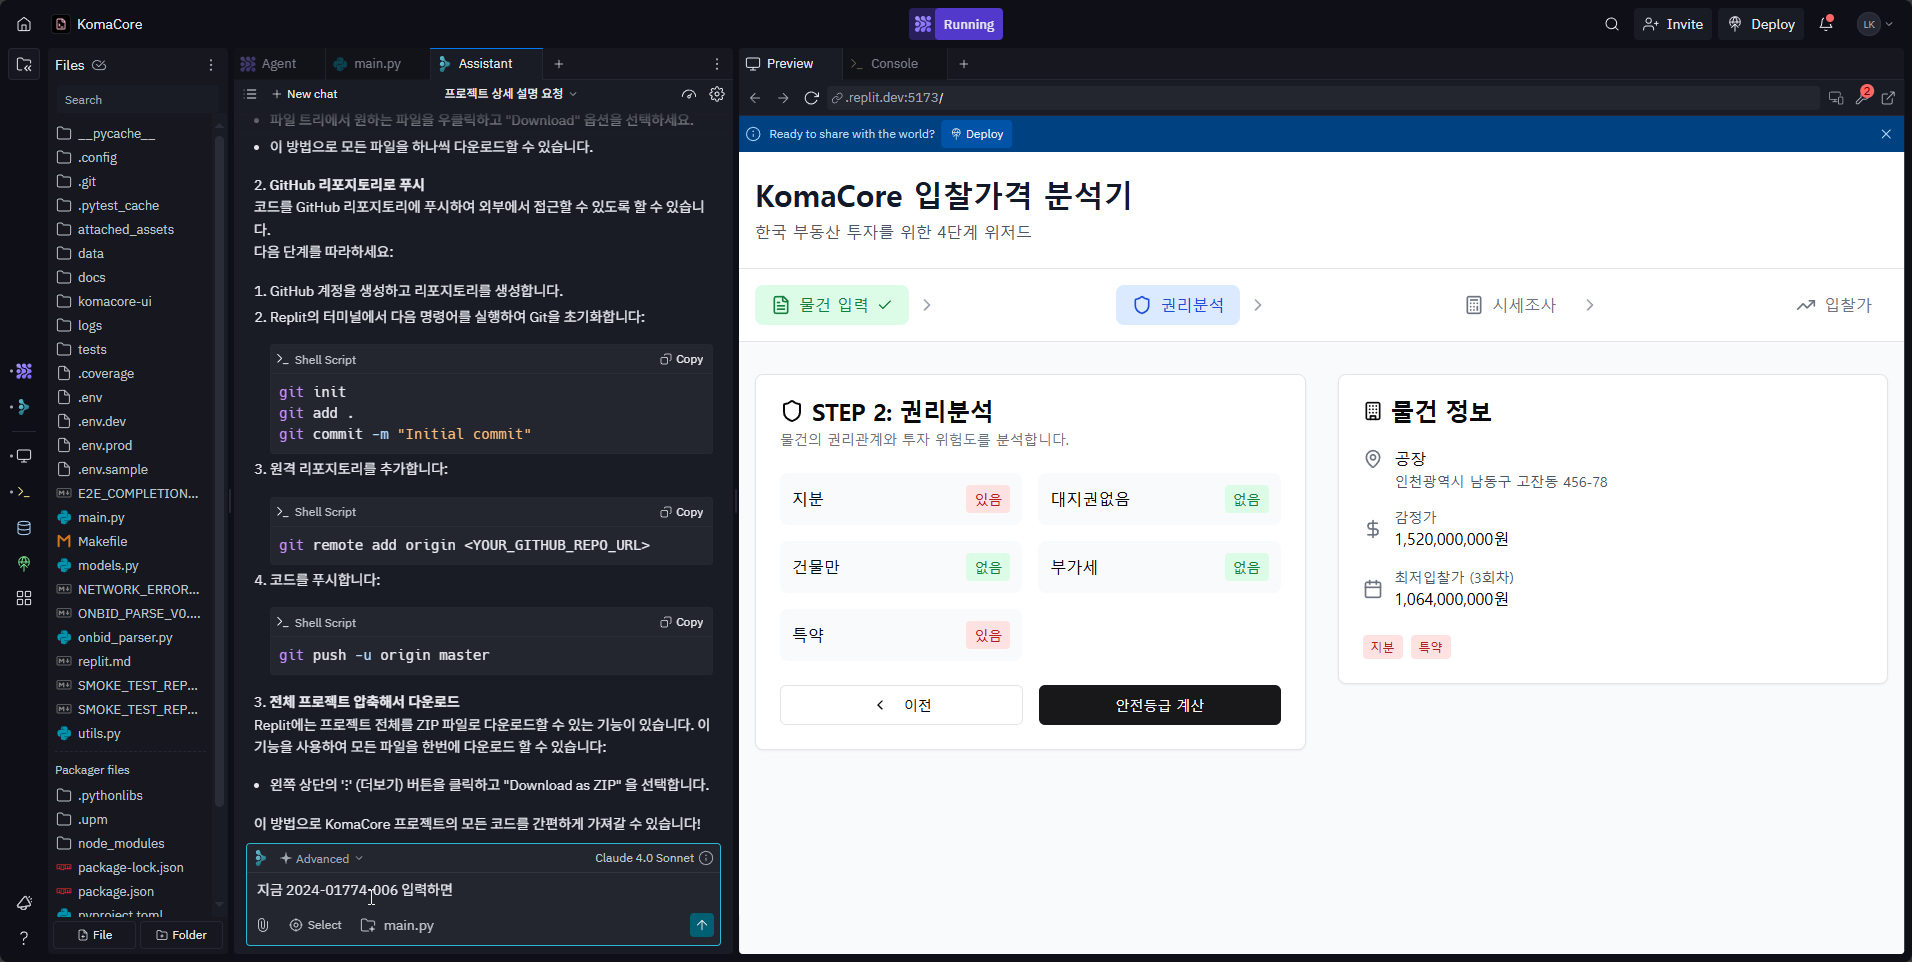 KomaCore
Running
Invite
Deploy
LK
Files
Search
__pycache__
.config
.git
.pytest_cache
attached_assets
data
docs
komacore-ui
logs
tests
.coverage
.env
.env.dev
.env.prod
.env.sample
E2E_COMPLETION...
main.py
Makefile
models.py
NETWORK_ERROR...
ONBID_PARSE_V0....
onbid_parser.py
replit.md
SMOKE_TEST_REP...
SMOKE_TEST_REP...
utils.py
Packager files
.pythonlibs
.upm
node_modules
package-lock.json
package.json
pyproject.toml
File
Folder
Agent
main.py
Assistant
New chat
프로젝트 상세 설명 요청
• 파일 트리에서 원하는 파일을 우클릭하고 "Download" 옵션을 선택하세요.
• 이 방법으로 모든 파일을 하나씩 다운로드할 수 있습니다.
2. GitHub 리포지토리로 푸시
코드를 GitHub 리포지토리에 푸시하여 외부에서 접근할 수 있도록 할 수 있습니
다.
다음 단계를 따라하세요:
1. GitHub 계정을 생성하고 리포지토리를 생성합니다.
2. Replit의 터미널에서 다음 명령어를 실행하여 Git을 초기화합니다:
Shell Script
Copy
git init
git add .
git commit -m "Initial commit"
3. 원격 리포지토리를 추가합니다:
Shell Script
Copy
git remote add origin <YOUR_GITHUB_REPO_URL>
4. 코드를 푸시합니다:
Shell Script
Copy
git push -u origin master
3. 전체 프로젝트 압축해서 다운로드
Replit에는 프로젝트 전체를 ZIP 파일로 다운로드할 수 있는 기능이 있습니다. 이
기능을 사용하여 모든 파일을 한번에 다운로드 할 수 있습니다:
• 왼쪽 상단의 '⋮' (더보기) 버튼을 클릭하고 "Download as ZIP" 을 선택합니다.
이 방법으로 KomaCore 프로젝트의 모든 코드를 간편하게 가져갈 수 있습니다!
Advanced
Claude 4.0 Sonnet
지금 2024-01774-006 입력하면
Select
main.py
Preview
Console
.replit.dev:5173/
2
Ready to share with the world?
Deploy
KomaCore 입찰가격 분석기
한국 부동산 투자를 위한 4단계 위저드
물건 입력
권리분석
시세조사
입찰가
STEP 2: 권리분석
물건의 권리관계와 투자 위험도를 분석합니다.
지분 있음
대지권없음 없음
건물만 없음
부가세 없음
특약 있음
이전
안전등급 계산
물건 정보
공장
인천광역시 남동구 고잔동 456-78
감정가
1,520,000,000원
최저입찰가 (3회차)
1,064,000,000원
지분 특약